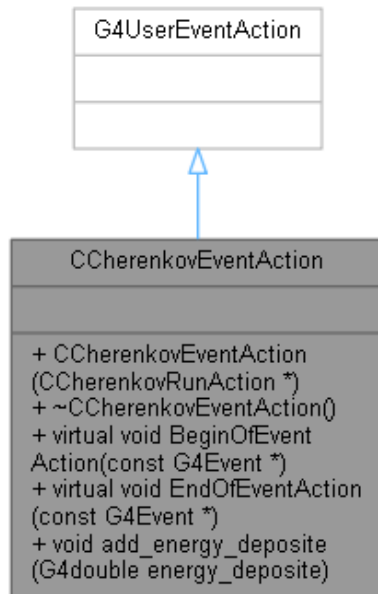 G4UserEventAction
CCherenkovEventAction
+ CCherenkovEventAction
(CCherenkovRunAction *)
+ ~CCherenkovEventAction()
+ virtual void BeginOfEvent
Action(const G4Event *)
+ virtual void EndOfEventAction
(const G4Event *)
+ void add_energy_deposite
(G4double energy_deposite)